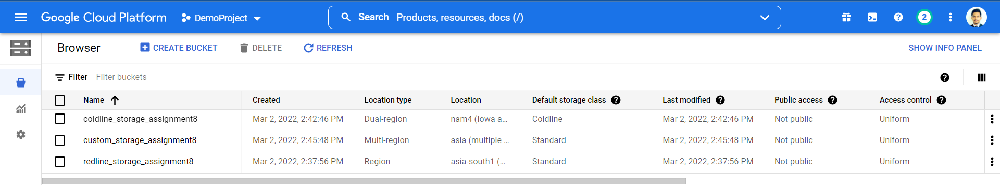 Google Cloud Platform DemoProject Search Products, resources, docs (/) 2
Browser CREATE BUCKET DELETE REFRESH SHOW INFO PANEL
Filter Filter buckets
Name Created Location type Location Default storage class Last modified Public access Access control
coldline_storage_assignment8 Mar 2, 2022, 2:42:46 PM Dual-region nam4 (Iowa a... Coldline Mar 2, 2022, 2:42:46 PM Not public Uniform
custom_storage_assignment8 Mar 2, 2022, 2:45:48 PM Multi-region asia (multiple ... Standard Mar 2, 2022, 2:45:48 PM Not public Uniform
redline_storage_assignment8 Mar 2, 2022, 2:37:56 PM Region asia-south1 (... Standard Mar 2, 2022, 2:37:56 PM Not public Uniform